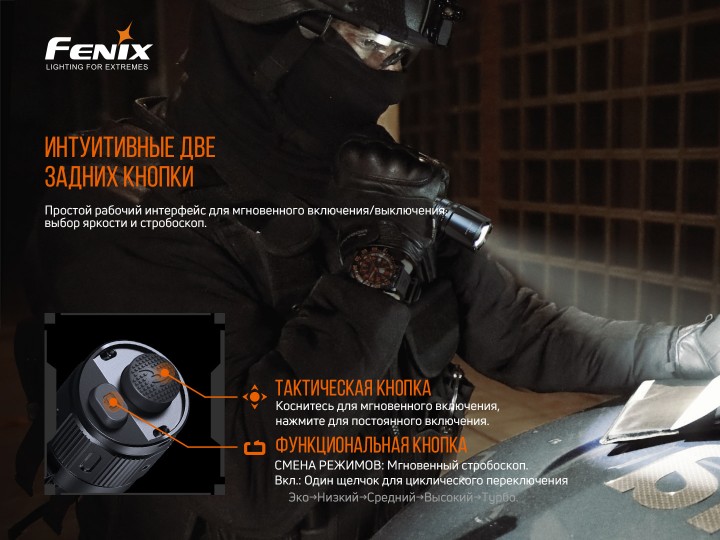 FENIX
LIGHTING FOR EXTREMES
ИНТУИТИВНЫЕ ДВЕ
ЗАДНИХ КНОПКИ
Простой рабочий интерфейс для мгновенного включения/выключения,
выбор яркости и стробоскоп.
ТАКТИЧЕСКАЯ КНОПКА
Коснитесь для мгновенного включения,
нажмите для постоянного включения.
ФУНКЦИОНАЛЬНАЯ КНОПКА
СМЕНА РЕЖИМОВ: Мгновенный стробоскоп.
Вкл.: Один щелчок для циклического переключения
Эко→Низкий→Средний→Высокий→Турбо.